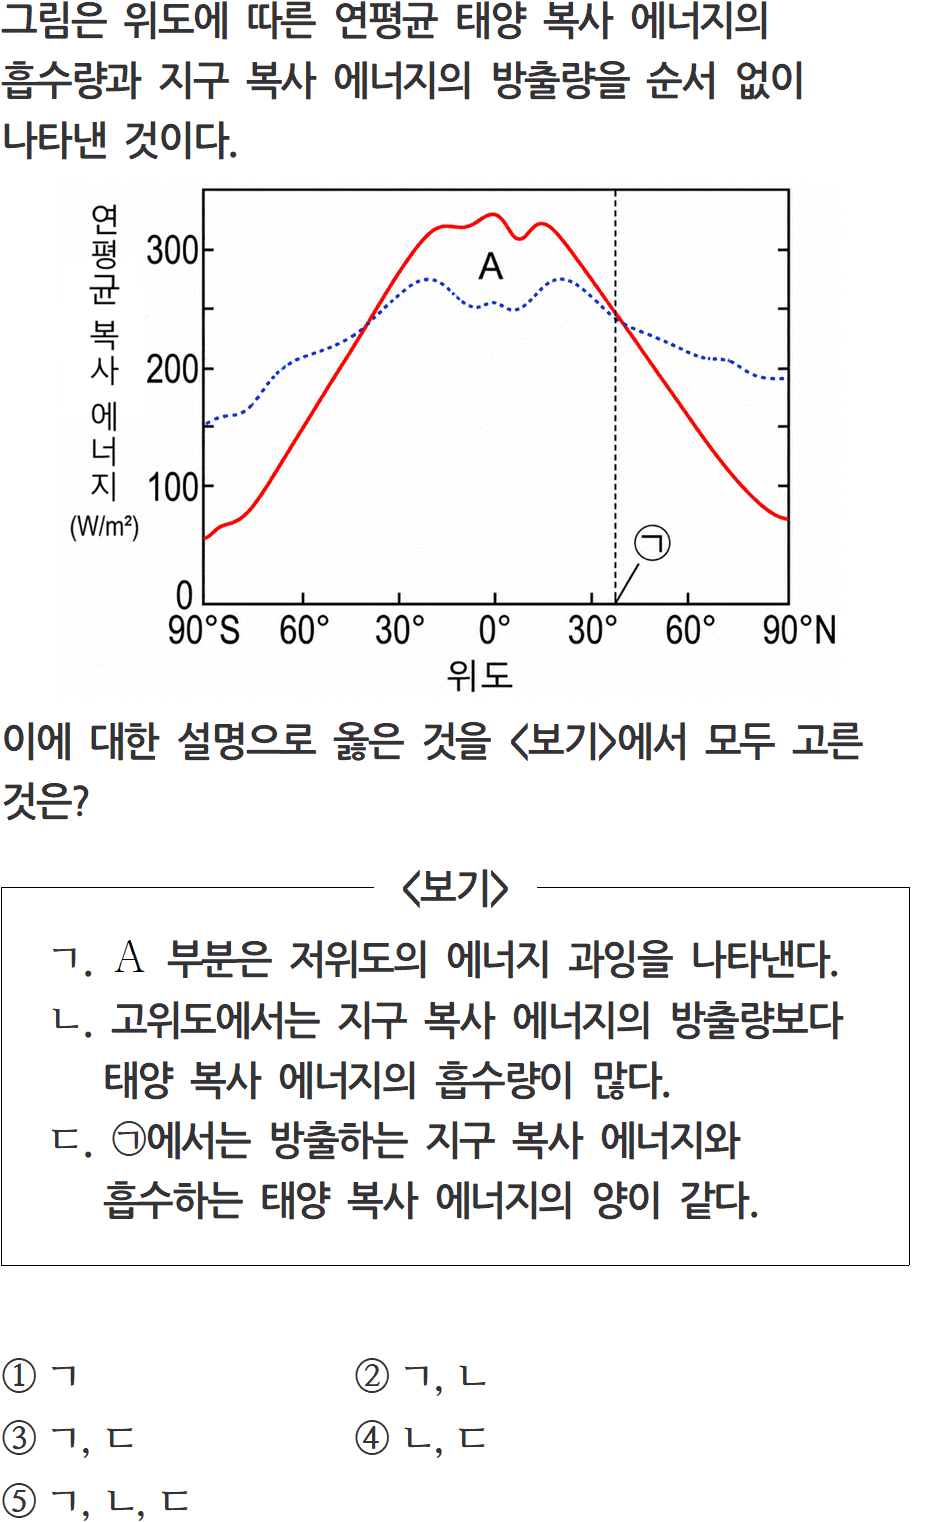 그림은 위도에 따른 연평균 태양 복사 에너지의
흡수량과 지구 복사 에너지의 방출량을 순서 없이
나타낸 것이다.
연평균 복사 에너지
(W/m²)
300
200
100
0
A
㉠
90°S 60° 30° 0° 30° 60° 90°N
위도
이에 대한 설명으로 옳은 것을 <보기>에서 모두 고른
것은?
<보기>
ㄱ. A 부분은 저위도의 에너지 과잉을 나타낸다.
ㄴ. 고위도에서는 지구 복사 에너지의 방출량보다
태양 복사 에너지의 흡수량이 많다.
ㄷ. ㉠에서는 방출하는 지구 복사 에너지와
흡수하는 태양 복사 에너지의 양이 같다.
① ㄱ ② ㄱ, ㄴ
③ ㄱ, ㄷ ④ ㄴ, ㄷ
⑤ ㄱ, ㄴ, ㄷ